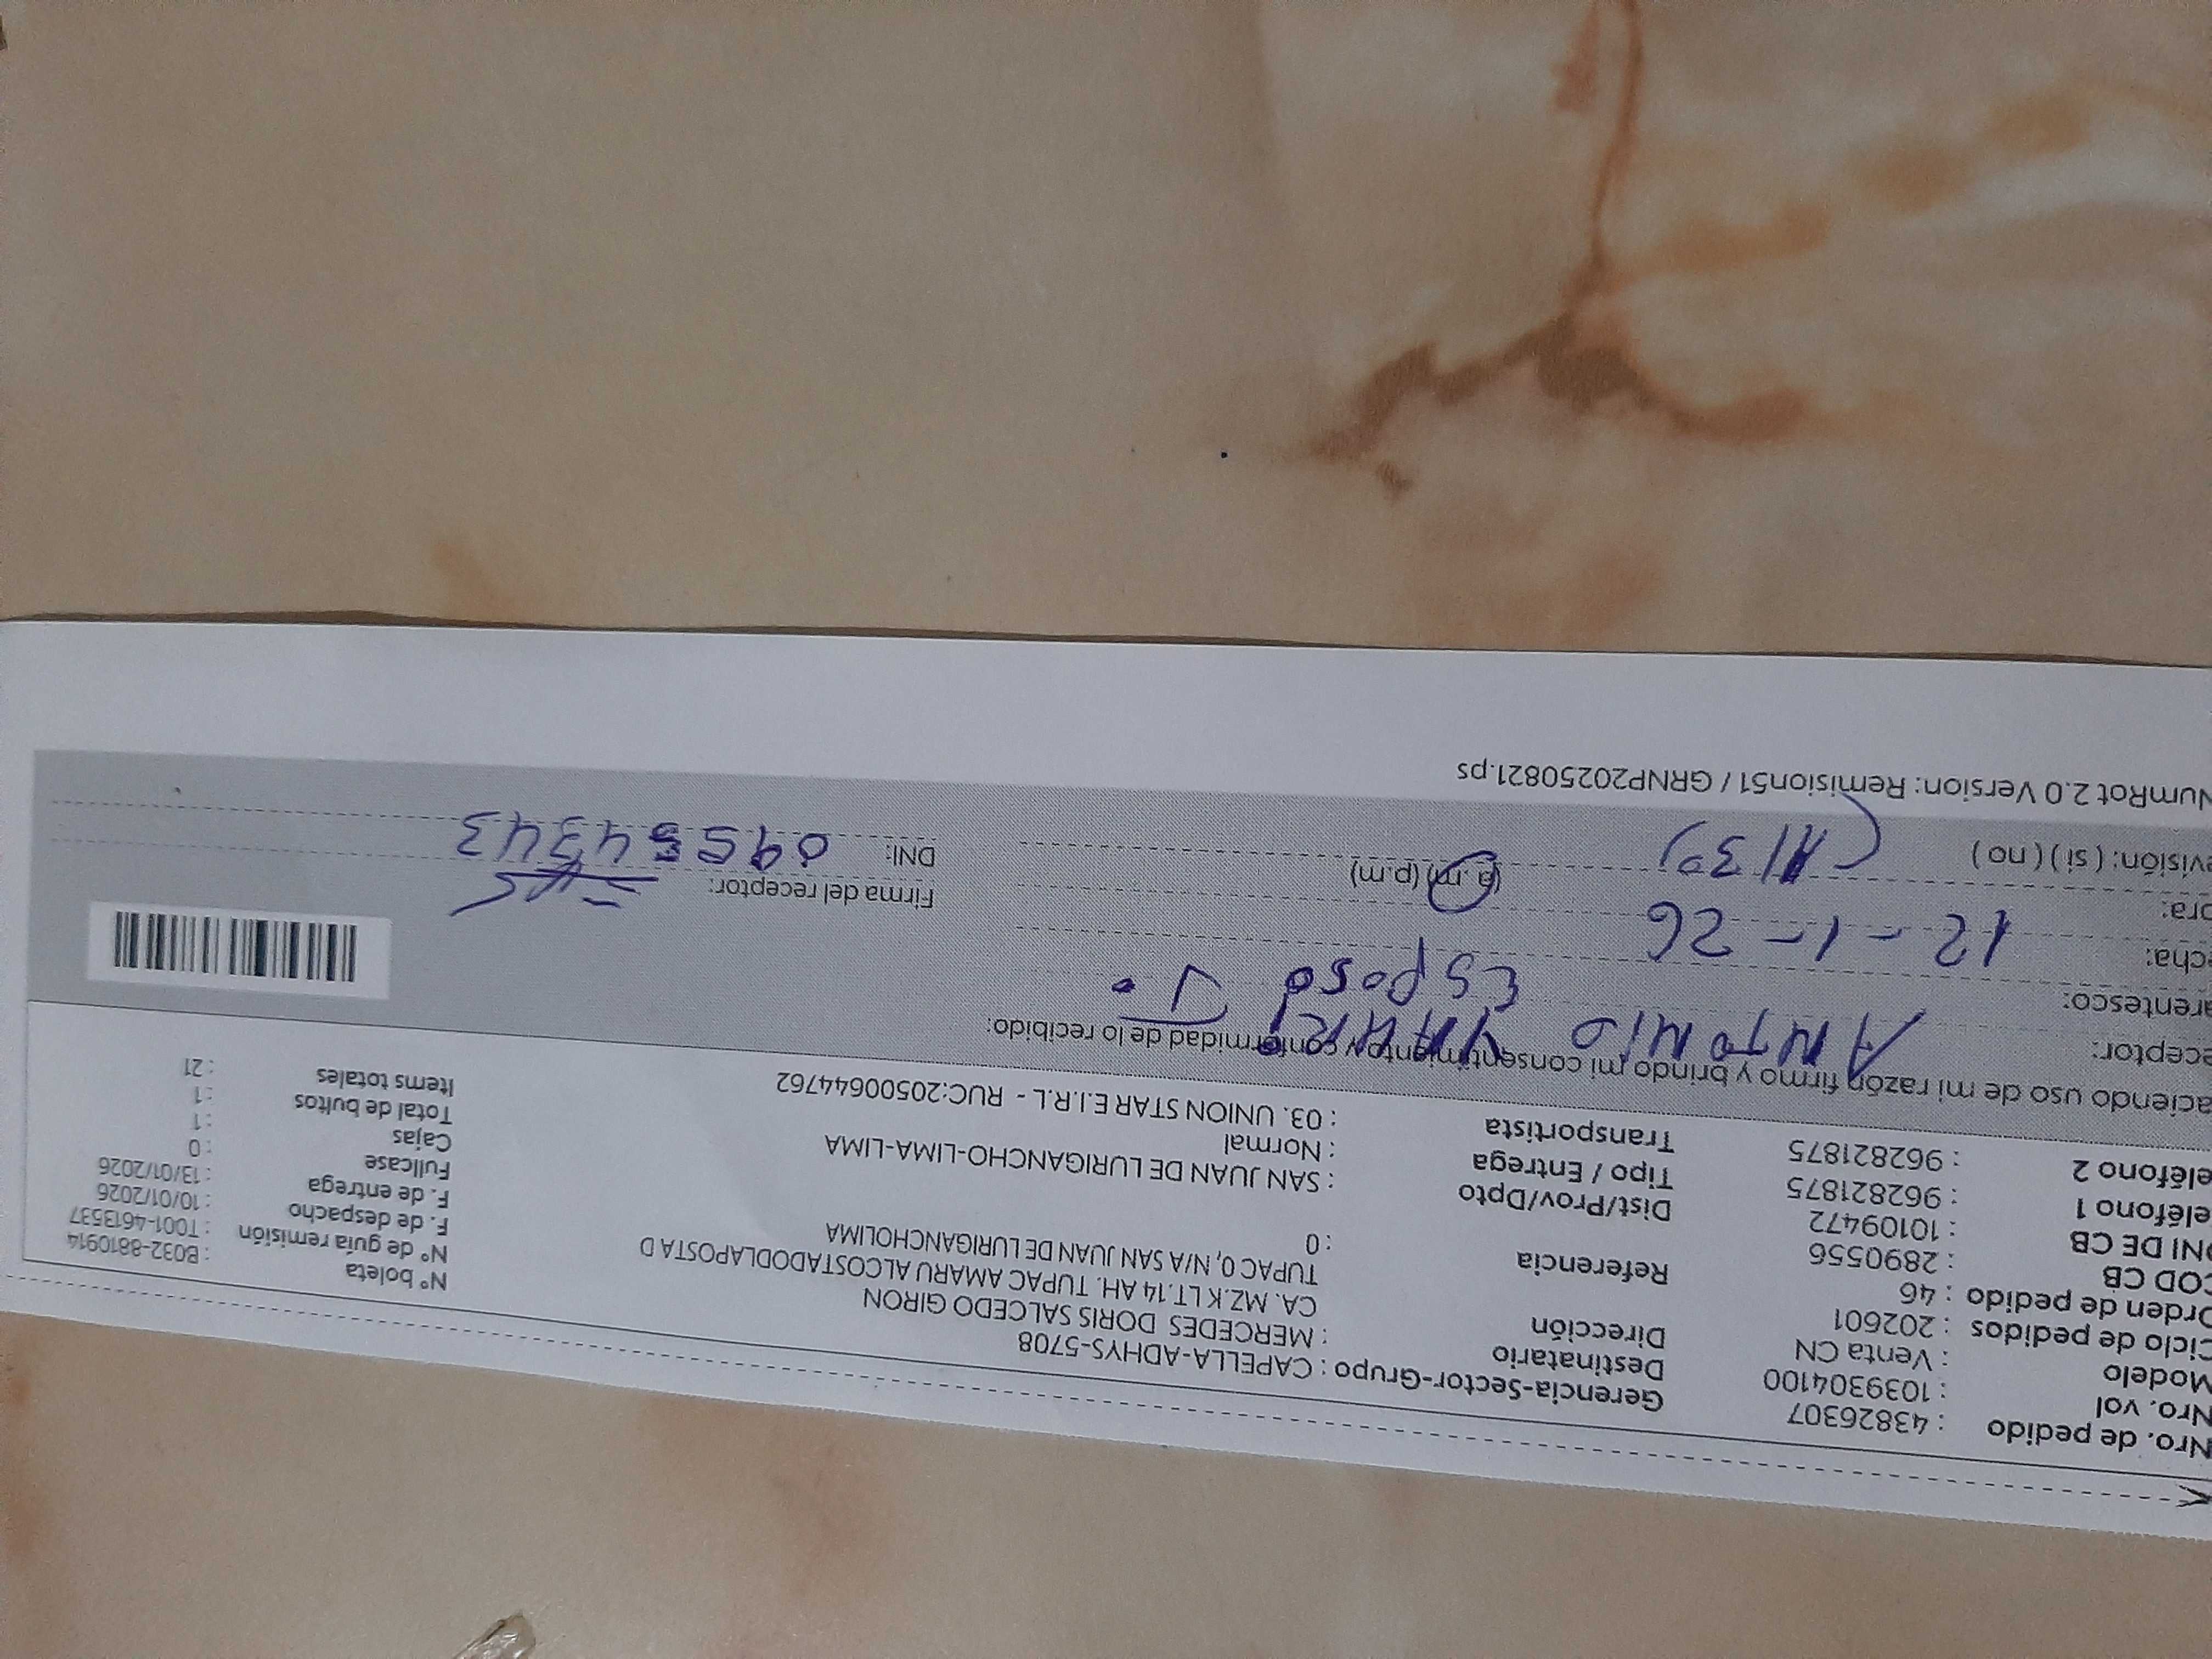 Nro. de pedido : 43826307 Gerencia-Sector-Grupo : CAPELLA-ADHYS-5708
Nro. vol : 1039304100 Destinatario : MERCEDES DORIS SALCEDO GIRON Nº boleta : B032-8810914
Modelo : Venta CN Dirección CA. MZ.K LT.14 AH. TUPAC AMARU ALCOSTADODLAPOSTA D Nº de guía remisión : T001-4613537
Ciclo de pedidos : 202601 TUPAC 0, N/A SAN JUAN DE LURIGANCHOLIMA F. de despacho : 10/01/2026
Orden de pedido : 46 Referencia : 0 F. de entrega : 13/01/2026
COD CB : 2890556 Dist/Prov/Dpto : SAN JUAN DE LURIGANCHO-LIMA-LIMA Fullcase : 0
DNI DE CB : 10109472 Tipo / Entrega : Normal Cajas : 1
eléfono 1 : 962821875 Transportista : 03. UNION STAR E.I.R.L - RUC:20500644762 Total de bultos : 1
eléfono 2 : 962821875 Items totales : 21
aciendo uso de mi razón firmo y brindo mi consentimiento y conformidad de lo recibido:
eceptor: ANTONIO
arentesco: Esposo
echa: 12-1-26
ora: (a.m) (p.m) Firma del receptor:
evisión: ( si ) ( no ) DNI:
NumRot 2.0 Version: Remision51 / GRNP20250821.ps